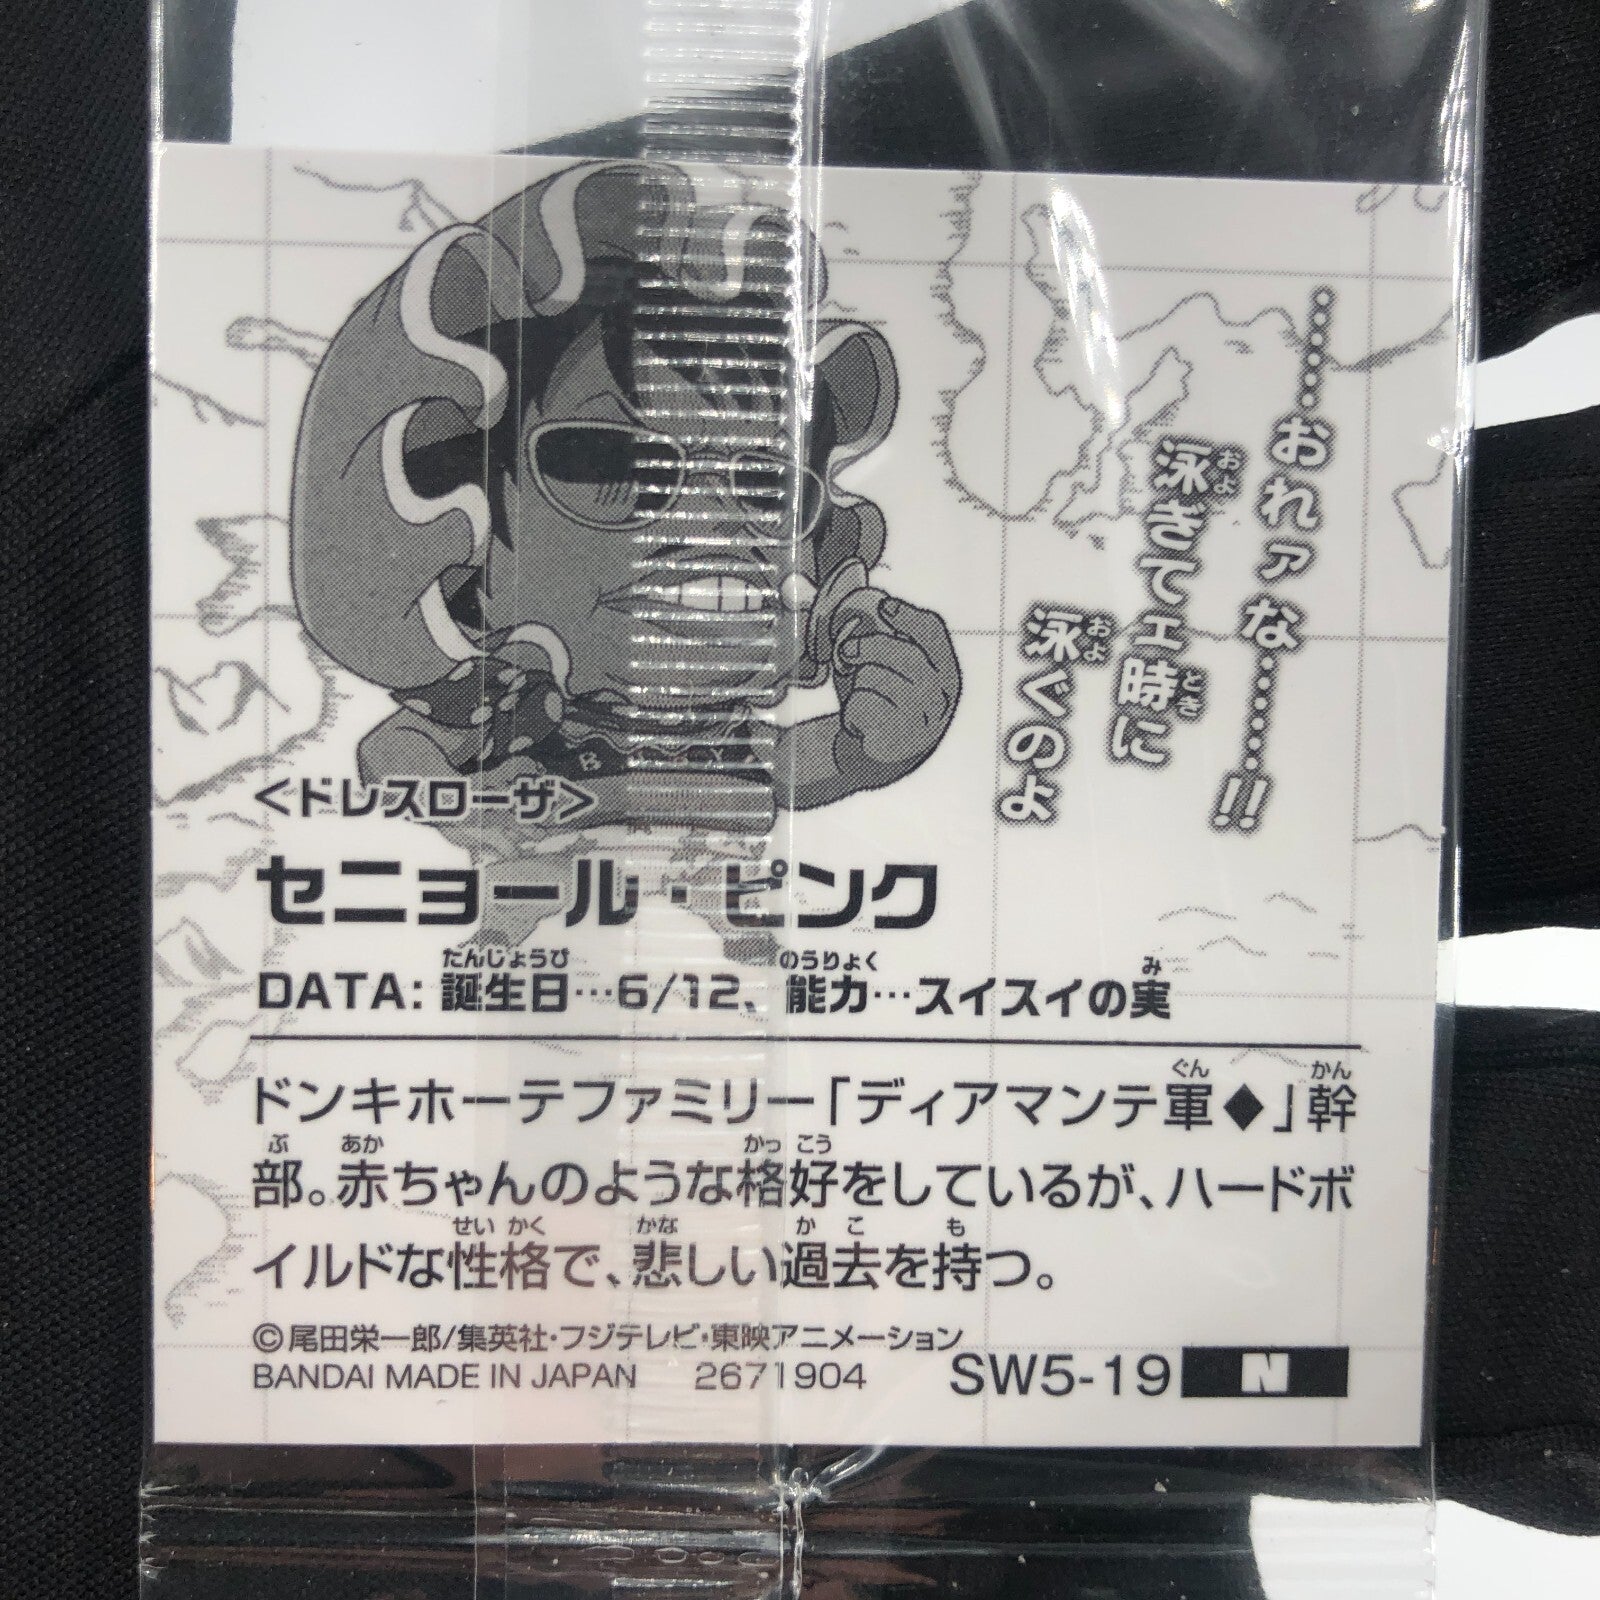 ……おれァな……!!
泳ぎてェ時に
泳ぐのよ
<ドレスローザ>
セニョール・ピンク
DATA: 誕生日…6/12、能力…スイスイの実
ドンキホーテファミリー「ディアマンテ軍◆」幹
部。赤ちゃんのような格好をしているが、ハードボ
イルドな性格で、悲しい過去を持つ。
©尾田栄一郎/集英社・フジテレビ・東映アニメーション
BANDAI MADE IN JAPAN 2671904 SW5-19 N